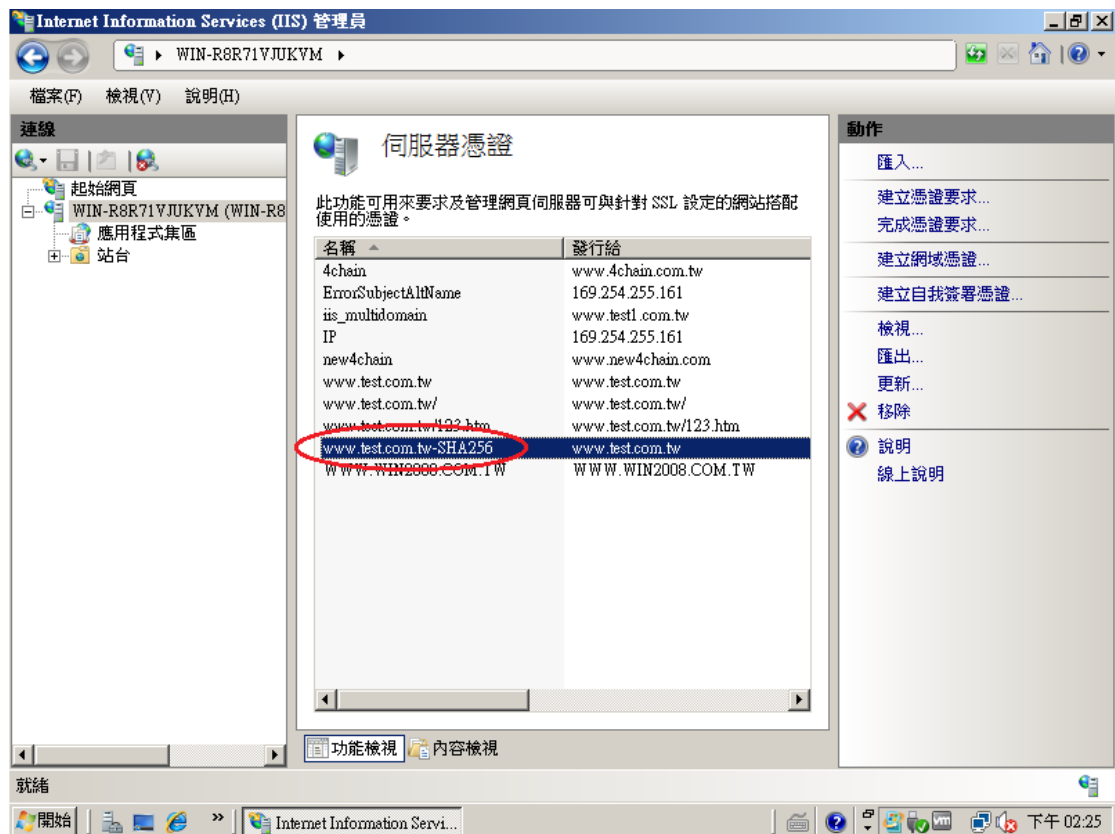 Internet Information Services (IIS) 管理員
WIN-R8R71VJUKVM
檔案(F) 檢視(V) 說明(H)
連線
起始網頁
WIN-R8R71VJUKVM (WIN-R8
應用程式集區
站台
伺服器憑證
此功能可用來要求及管理網頁伺服器可與針對 SSL 設定的網站搭配
使用的憑證。
名稱 發行給
4chain www.4chain.com.tw
ErrorSubjectAltName 169.254.255.161
iis_multidomain www.test1.com.tw
IP 169.254.255.161
new4chain www.new4chain.com
www.test.com.tw www.test.com.tw
www.test.com.tw/ www.test.com.tw/
www.test.com.tw/123.htm www.test.com.tw/123.htm
www.test.com.tw-SHA256 www.test.com.tw
WWW.WIN2008.COM.TW WWW.WIN2008.COM.TW
功能檢視 內容檢視
動作
匯入...
建立憑證要求...
完成憑證要求...
建立網域憑證...
建立自我簽署憑證...
檢視...
匯出...
更新...
移除
說明
線上說明
就緒
開始 Internet Information Servi... 下午 02:25